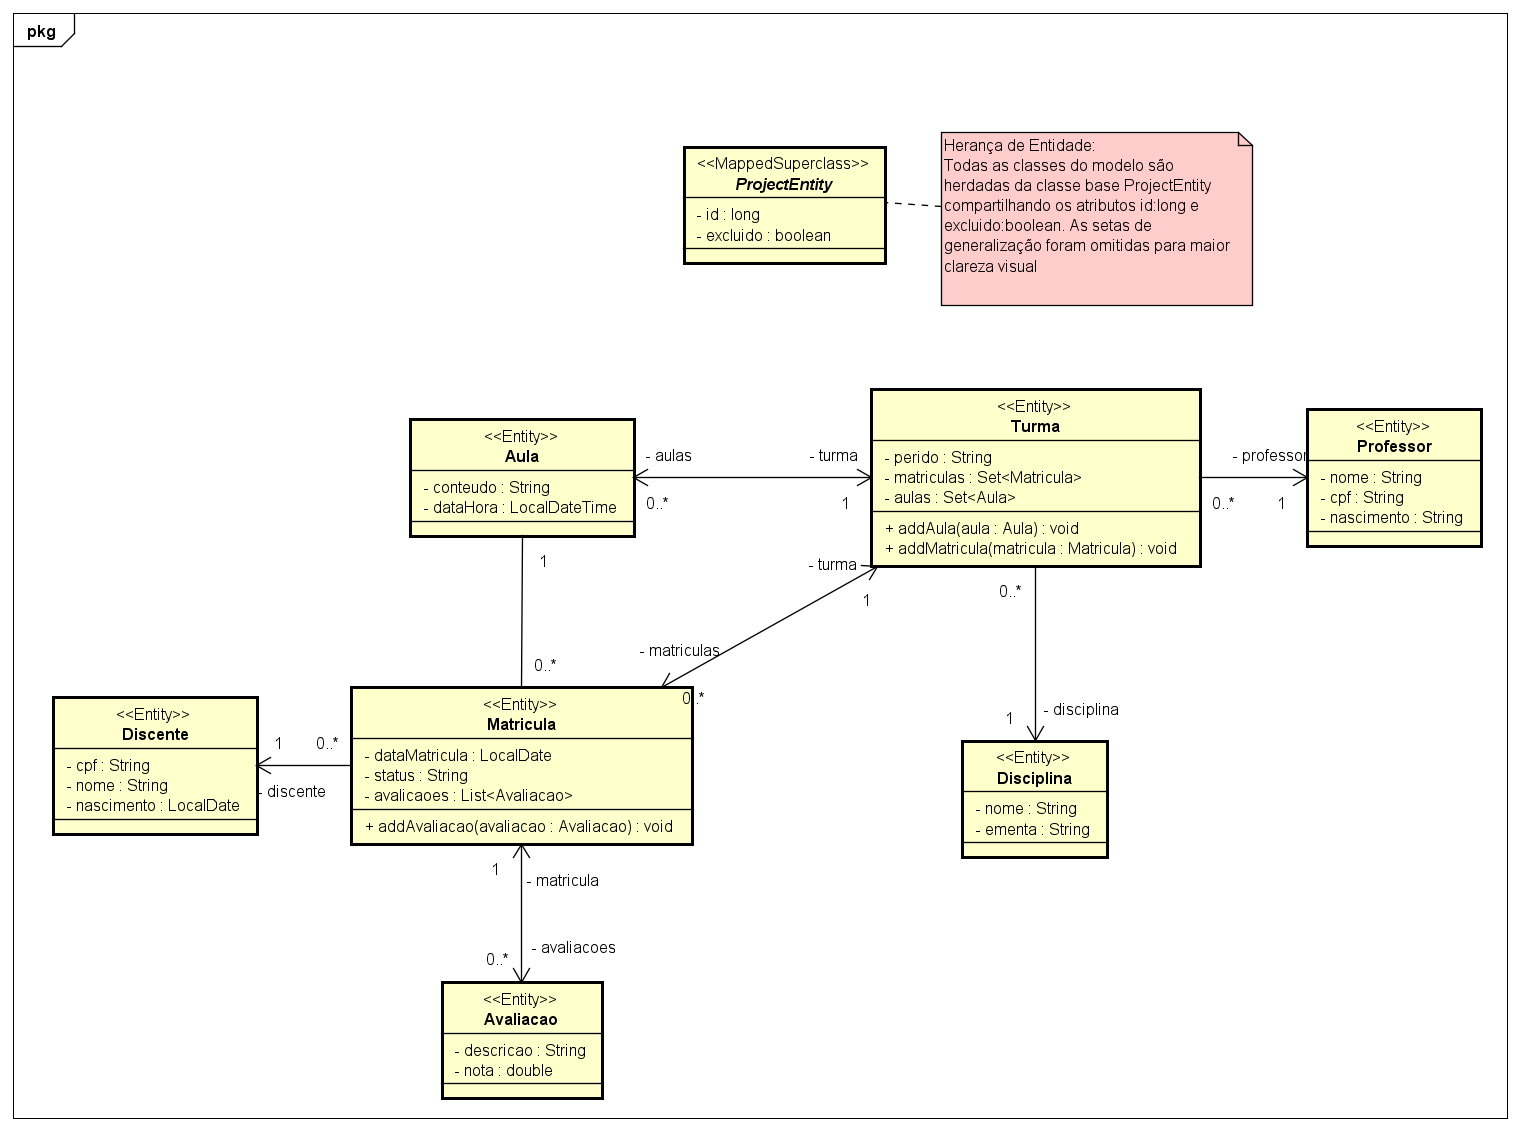 pkg
<<MappedSuperclass>>
ProjectEntity
- id : long
- excluido : boolean
Herança de Entidade:
Todas as classes do modelo são
herdadas da classe base ProjectEntity
compartilhando os atributos id:long e
excluido:boolean. As setas de
generalização foram omitidas para maior
clareza visual
<<Entity>>
Aula
- conteudo : String
- dataHora : LocalDateTime
- aulas
0..*
- turma
1
<<Entity>>
Turma
- perido : String
- matriculas : Set<Matricula>
- aulas : Set<Aula>
+ addAula(aula : Aula) : void
+ addMatricula(matricula : Matricula) : void
- professor
0..*
1
<<Entity>>
Professor
- nome : String
- cpf : String
- nascimento : String
1
0..*
- turma
1
- matriculas
0..*
0..*
1
- disciplina
<<Entity>>
Discente
- cpf : String
- nome : String
- nascimento : LocalDate
1
0..*
- discente
<<Entity>>
Matricula
- dataMatricula : LocalDate
- status : String
- avalicaoes : List<Avaliacao>
+ addAvaliacao(avaliacao : Avaliacao) : void
<<Entity>>
Disciplina
- nome : String
- ementa : String
1
- matricula
- avaliacoes
0..*
<<Entity>>
Avaliacao
- descricao : String
- nota : double